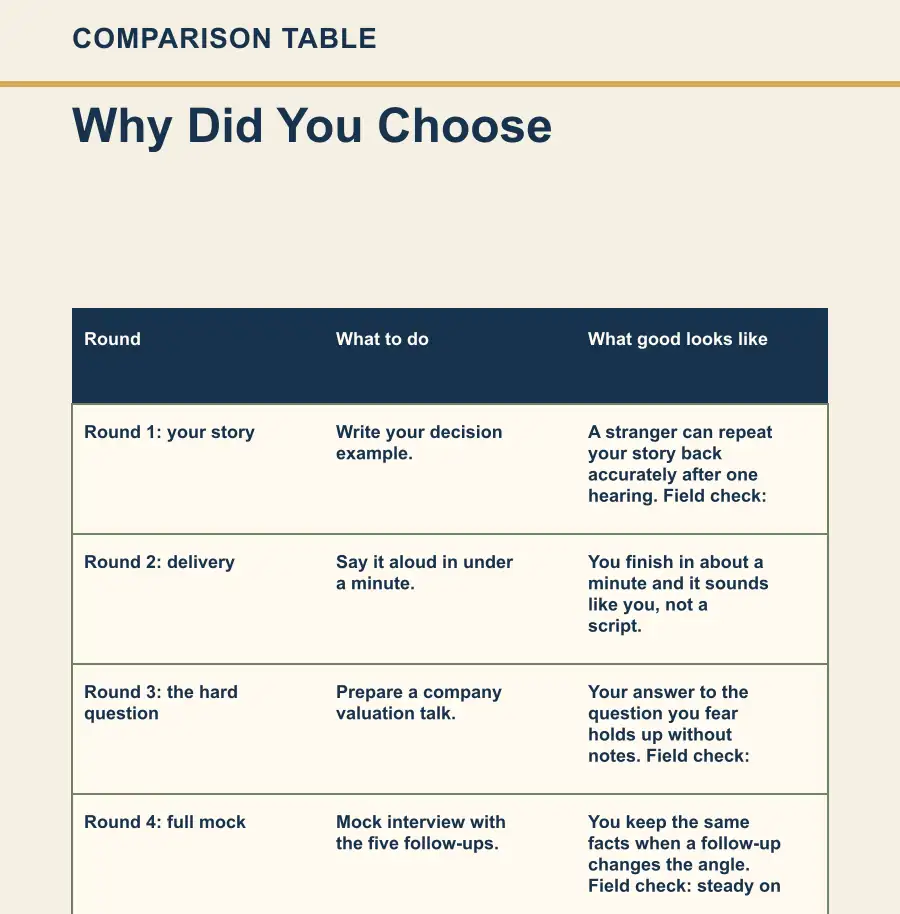 COMPARISON TABLE
Why Did You Choose
Round
What to do
What good looks like
Round 1: your story
Write your decision
example.
A stranger can repeat
your story back
accurately after one
hearing. Field check:
Round 2: delivery
Say it aloud in under
a minute.
You finish in about a
minute and it sounds
like you, not a
script.
Round 3: the hard
question
Prepare a company
valuation talk.
Your answer to the
question you fear
holds up without
notes. Field check:
Round 4: full mock
Mock interview with
the five follow-ups.
You keep the same
facts when a follow-up
changes the angle.
Field check: steady on